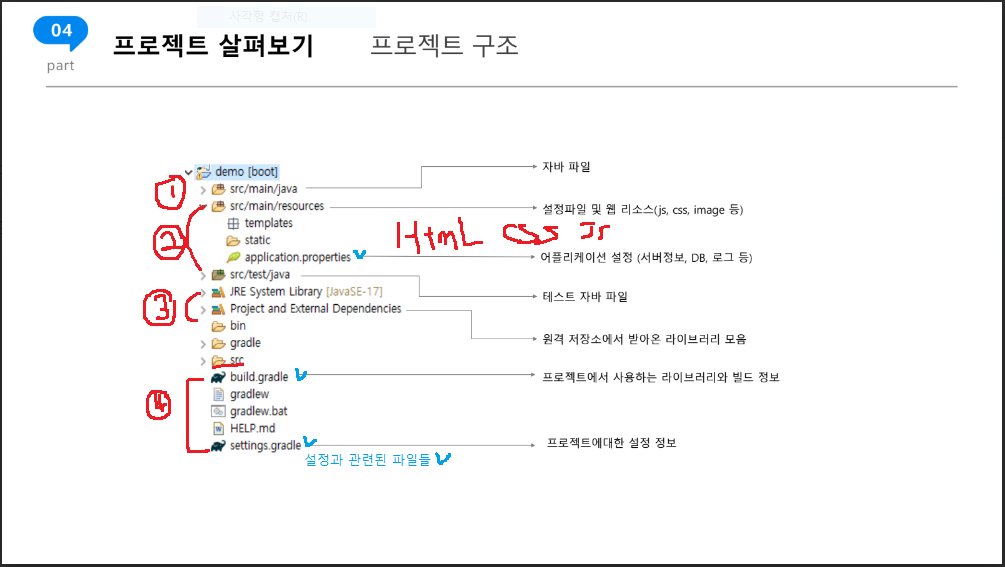 사각형 캡처(R)
04
part
프로젝트 살펴보기 프로젝트 구조
demo [boot]
자바 파일
1
src/main/java
src/main/resources
설정파일 및 웹 리소스(js, css, image 등)
templates
2
static
HTmL CSS Js
application.properties
어플리케이션 설정 (서버정보, DB, 로그 등)
src/test/java
테스트 자바 파일
3
JRE System Library [JavaSE-17]
Project and External Dependencies
원격 저장소에서 받아온 라이브러리 모음
bin
gradle
src
build.gradle
프로젝트에서 사용하는 라이브러리와 빌드 정보
4
gradlew
gradlew.bat
HELP.md
settings.gradle
프로젝트에대한 설정 정보
설정과 관련된 파일들